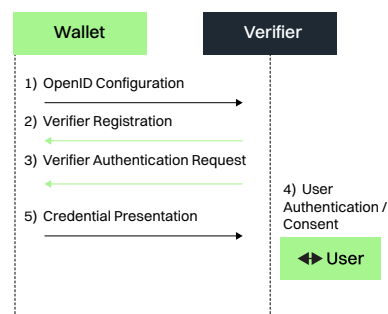 Wallet
Verifier
1) OpenID Configuration
2) Verifier Registration
3) Verifier Authentication Request
4) User
Authentication /
Consent
5) Credential Presentation
User